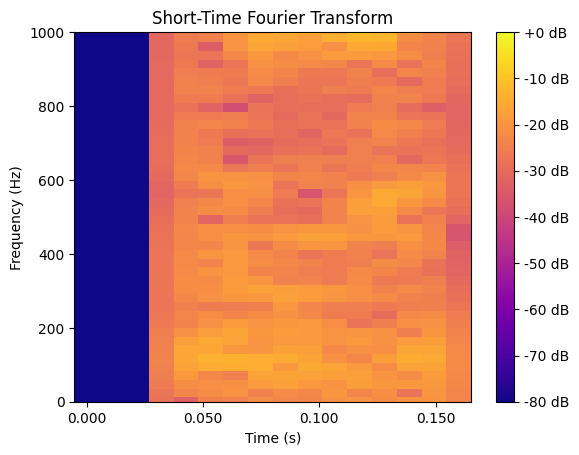 Short-Time Fourier Transform
1000
800
600
400
200
0
Frequency (Hz)
0.000
0.050
0.100
0.150
Time (s)
+0 dB
-10 dB
-20 dB
-30 dB
-40 dB
-50 dB
-60 dB
-70 dB
-80 dB